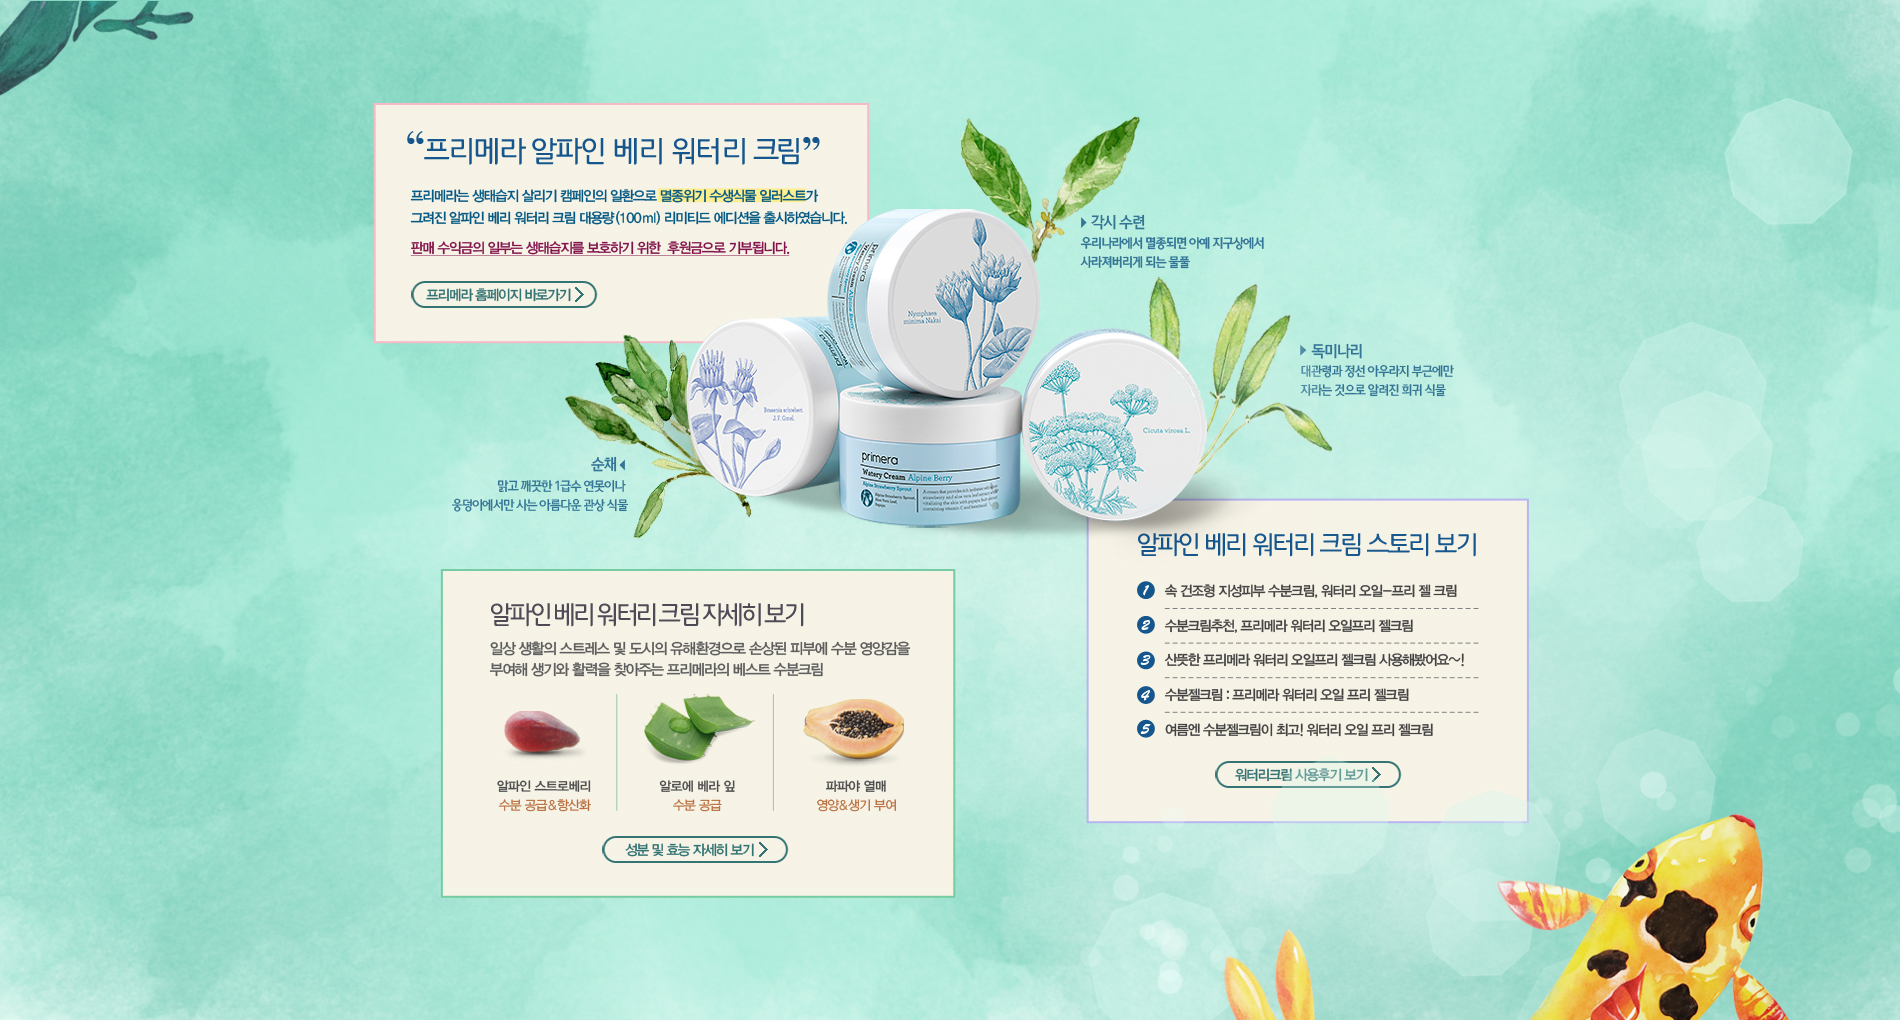 “프리메라 알파인 베리 워터리 크림”
프리메라는 생태습지 살리기 캠페인의 일환으로 멸종위기 수생식물 일러스트가
그려진 알파인 베리 워터리 크림 대용량(100ml) 리미티드 에디션을 출시하였습니다.
판매 수익금의 일부는 생태습지를 보호하기 위한 후원금으로 기부됩니다.
프리메라 홈페이지 바로가기
각시 수련
우리나라에서 멸종되면 아예 지구상에서
사라져버리게 되는 물풀
독미나리
대관령과 정선 아우라지 부근에만
자라는 것으로 알려진 희귀 식물
순채
맑고 깨끗한 1급수 연못이나
웅덩이에서만 사는 아름다운 관상 식물
primera
Watery Cream Alpine Berry
Nymphaea
minima Nakai
primera
Brasenia schreberi.
J. F. Gmel.
Cicuta virosa L.
primera
Watery Cream Alpine Berry
Alpine Strawberry Sprout
Alpine Strawberry Sprout,
Aloe Vera Leaf,
Papaya
알파인 베리 워터리 크림 자세히 보기
일상 생활의 스트레스 및 도시의 유해환경으로 손상된 피부에 수분 영양감을
부여해 생기와 활력을 찾아주는 프리메라의 베스트 수분크림
알파인 스트로베리
수분 공급&항산화
알로에 베라 잎
수분 공급
파파야 열매
영양&생기 부여
성분 및 효능 자세히 보기
알파인 베리 워터리 크림 스토리 보기
1 속 건조형 지성피부 수분크림, 워터리 오일-프리 젤 크림
2 수분크림추천, 프리메라 워터리 오일프리 젤크림
3 산뜻한 프리메라 워터리 오일프리 젤크림 사용해봤어요~!
4 수분젤크림 : 프리메라 워터리 오일 프리 젤크림
5 여름엔 수분젤크림이 최고! 워터리 오일 프리 젤크림
워터리크림 사용후기 보기